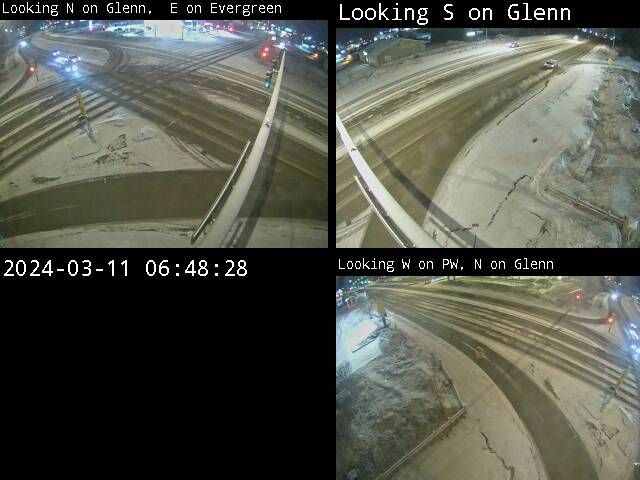 Looking N on Glenn, E on Evergreen
Looking S on Glenn
2024-03-11 06:48:28
Looking W on PW, N on Glenn